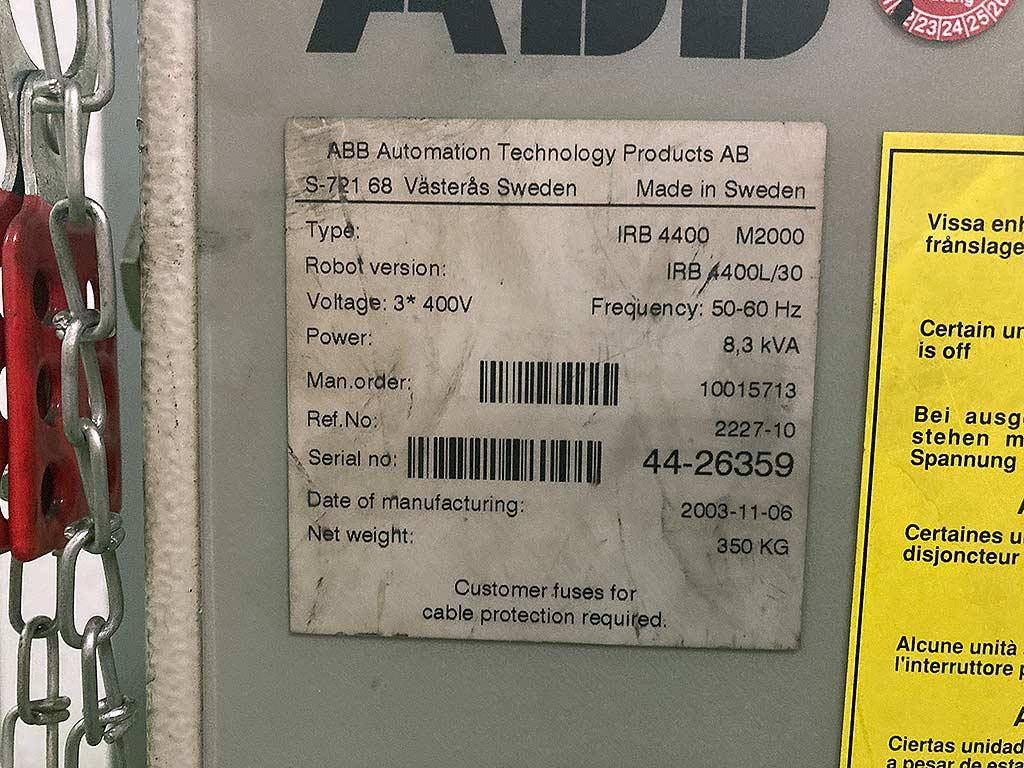 ABB
23 24 25 26
ABB Automation Technology Products AB
S-721 68 Västerås Sweden Made in Sweden
Type: IRB 4400 M2000
Robot version: IRB 4400L/30
Voltage: 3* 400V Frequency: 50-60 Hz
Power: 8,3 kVA
Man.order: 10015713
Ref.No: 2227-10
Serial no: 44-26359
Date of manufacturing: 2003-11-06
Net weight: 350 KG
Customer fuses for
cable protection required.
Vissa
frånslage
Certain
is off
Bei
stehen
Spannung
Certaines
disjoncteur
Alcune unità
l'interruttore
Ciertas
a pesar de